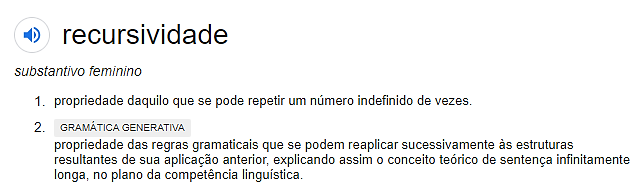 recursividade
substantivo feminino
1. propriedade daquilo que se pode repetir um número indefinido de vezes.
2. GRAMÁTICA GENERATIVA
propriedade das regras gramaticais que se podem reaplicar sucessivamente às estruturas
resultantes de sua aplicação anterior, explicando assim o conceito teórico de sentença infinitamente
longa, no plano da competência linguística.